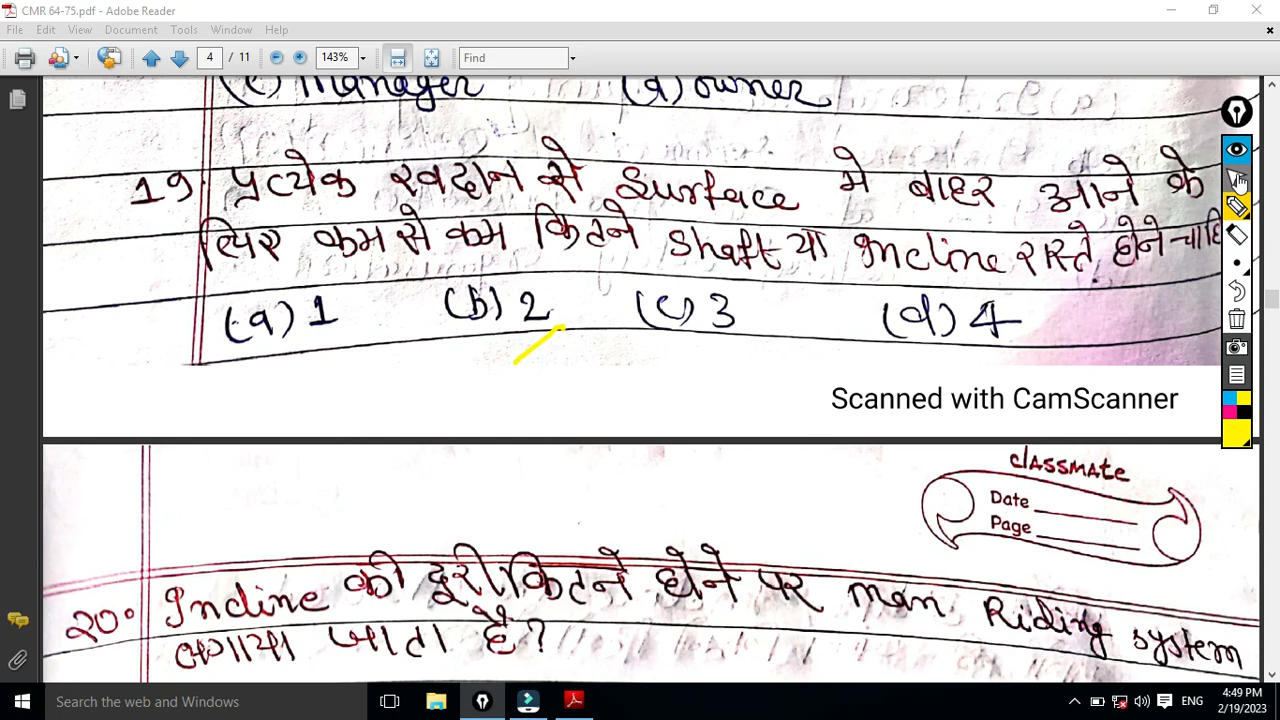 CMR 64-75.pdf - Adobe Reader
File Edit View Document Tools Window Help
4 / 11 143% Find
(c) Manager (d) owner
19. प्रत्येक खदान से Surface मे बाहर आने के
लिए कम से कम कितने Shaft या Incline रास्ते होने चाहि
(a) 1 (b) 2 (c) 3 (d) 4
Scanned with CamScanner
classmate
Date
Page
20. Incline की दूरी कितने होने पर man Riding system
लगाया जाता है?
Search the web and Windows
ENG
4:49 PM
2/19/2023